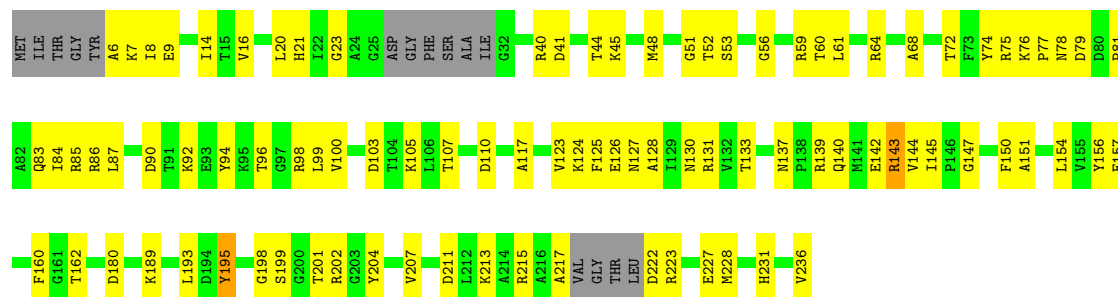 MET ILE THR GLY TYR A6 K7 I8 E9 I14 T15 V16 L20 H21 I22 G23 A24 G25 ASP GLY PHE SER ALA ILE G32 R40 D41 T44 K45 M48 G51 T52 S53 G56 R59 T60 L61 R64 A68 T72 F73 Y74 R75 K76 P77 N78 D79 D80
A82 Q83 I84 R85 R86 L87 D90 T91 K92 E93 Y94 K95 T96 G97 R98 L99 V100 D103 T104 K105 L106 T107 D110 A117 V123 K124 F125 E126 N127 A128 I129 N130 R131 V132 T133 N137 P138 R139 Q140 M141 E142 R143 V144 I145 P146 G147 F150 A151 L154 V155 Y156
F160 G161 T162 D180 K189 L193 D194 Y195 G198 S199 G200 T201 R202 G203 Y204 V207 D211 L212 K213 A214 R215 A216 A217 VAL GLY THR LEU D222 R223 E227 M228 H231 V236